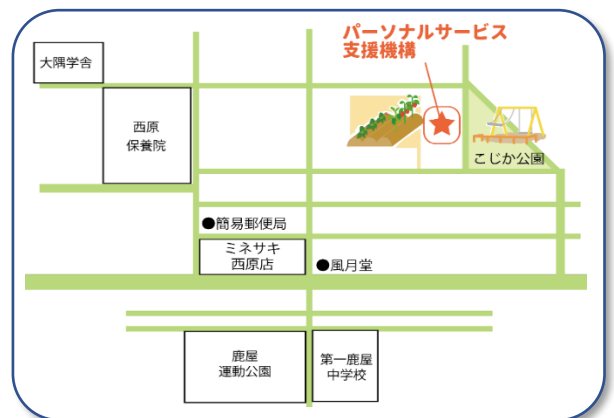 パーソナルサービス
支援機構
大隅学舎
西原
保養院
こじか公園
●簡易郵便局
ミネサキ
西原店
●風月堂
鹿屋
運動公園
第一鹿屋
中学校